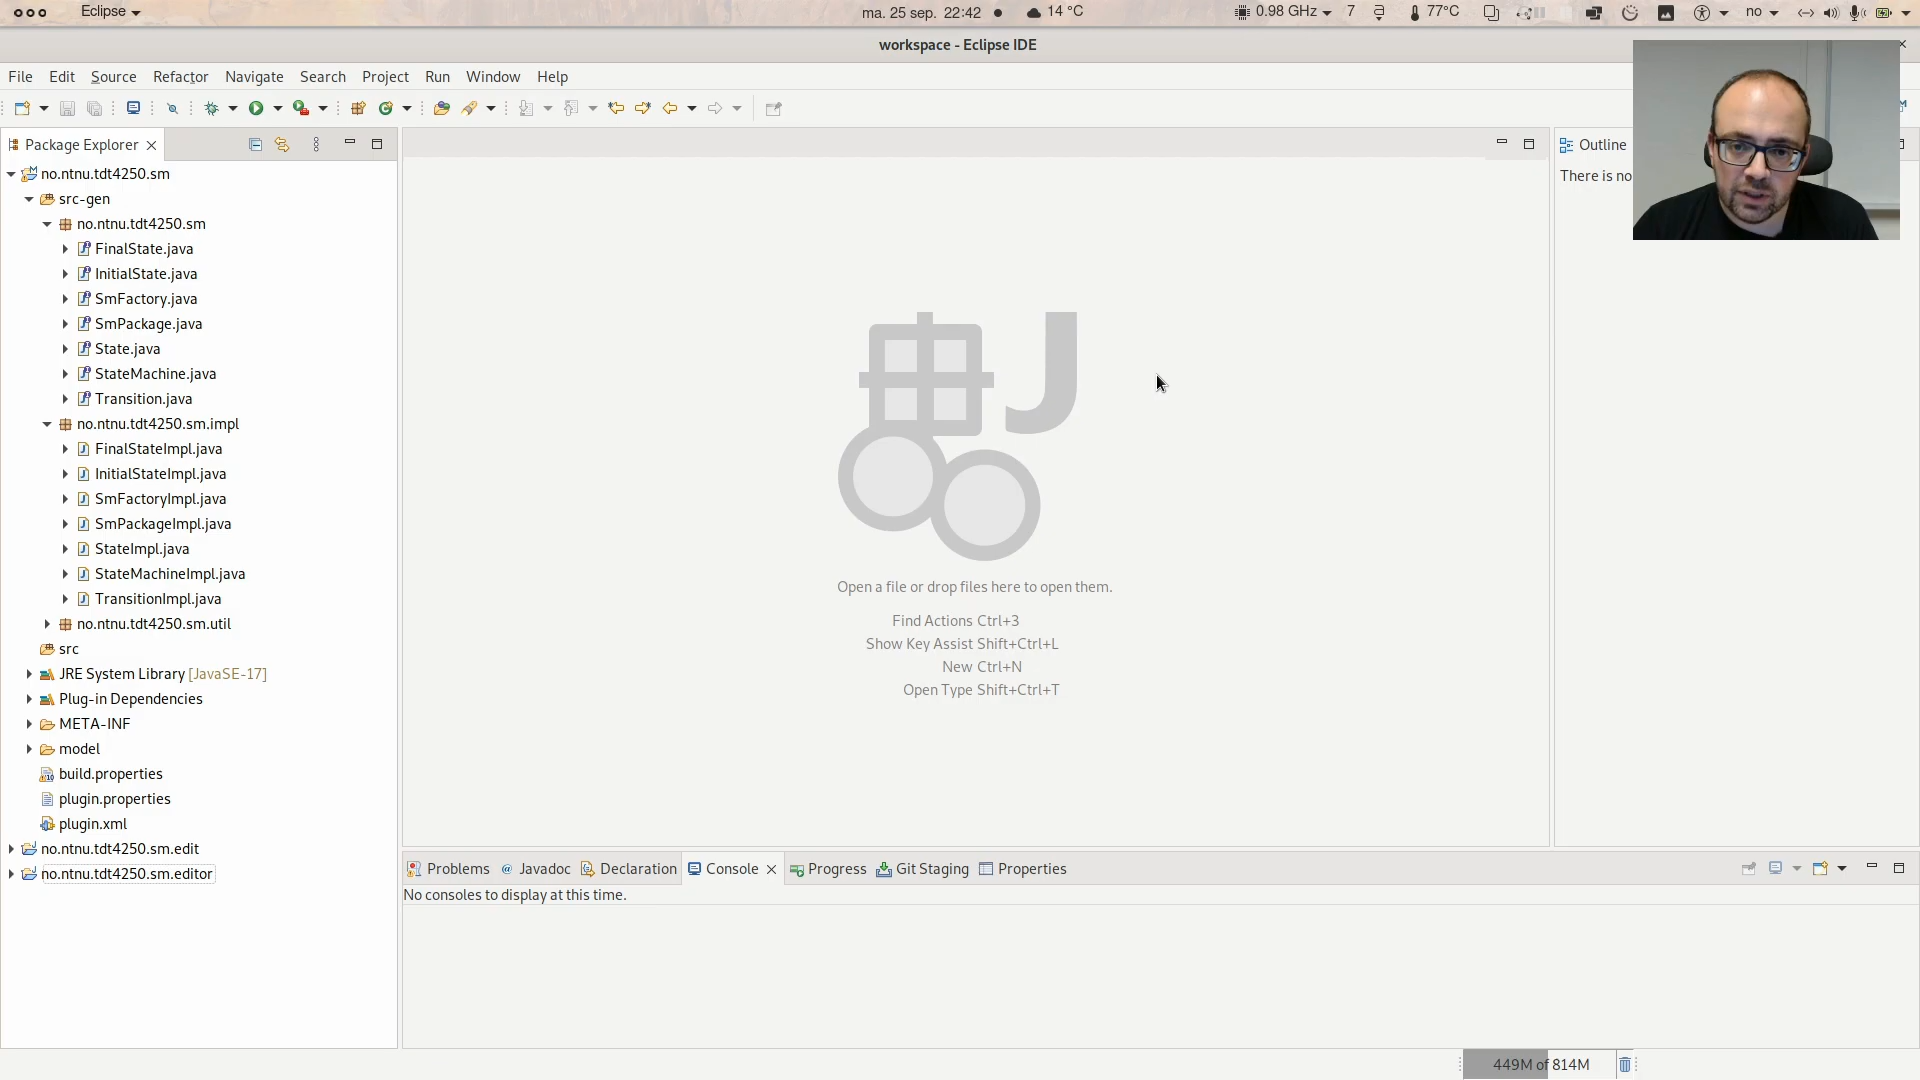 Eclipse
ma. 25 sep. 22:42
14 °C
0.98 GHz
7
77°C
no
workspace - Eclipse IDE
File Edit Source Refactor Navigate Search Project Run Window Help
Package Explorer
Outline
There is no
no.ntnu.tdt4250.sm
src-gen
no.ntnu.tdt4250.sm
FinalState.java
InitialState.java
SmFactory.java
SmPackage.java
State.java
StateMachine.java
Transition.java
no.ntnu.tdt4250.sm.impl
FinalStateImpl.java
InitialStateImpl.java
SmFactoryImpl.java
SmPackageImpl.java
StateImpl.java
StateMachineImpl.java
TransitionImpl.java
no.ntnu.tdt4250.sm.util
src
JRE System Library [JavaSE-17]
Plug-in Dependencies
META-INF
model
build.properties
plugin.properties
plugin.xml
no.ntnu.tdt4250.sm.edit
no.ntnu.tdt4250.sm.editor
Open a file or drop files here to open them.
Find Actions Ctrl+3
Show Key Assist Shift+Ctrl+L
New Ctrl+N
Open Type Shift+Ctrl+T
Problems Javadoc Declaration Console Progress Git Staging Properties
No consoles to display at this time.
449M of 814M